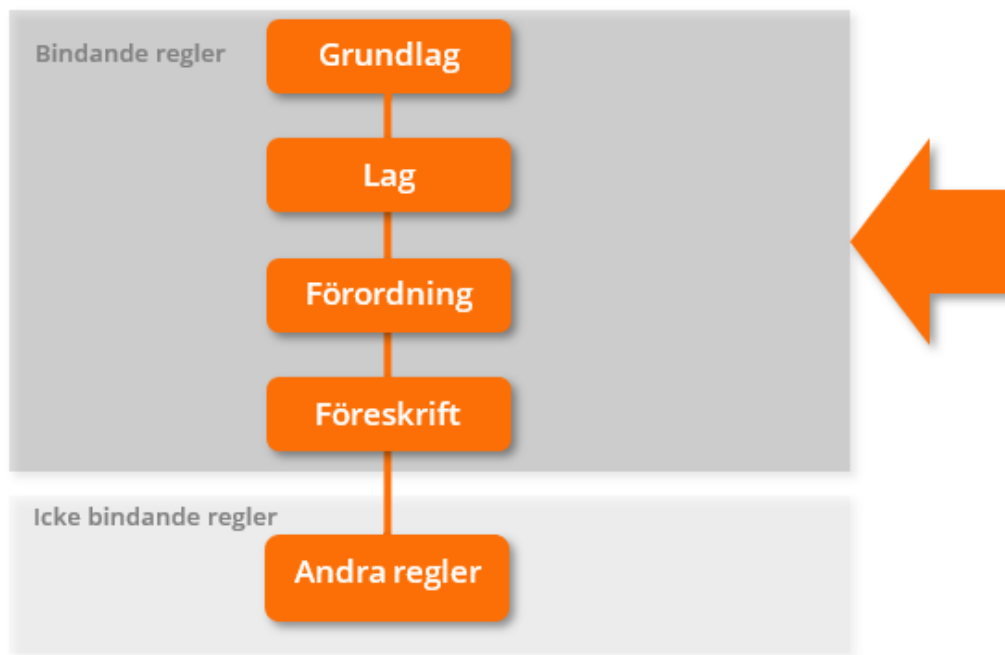 Bindande regler
Grundlag
Lag
Förordning
Föreskrift
Icke bindande regler
Andra regler